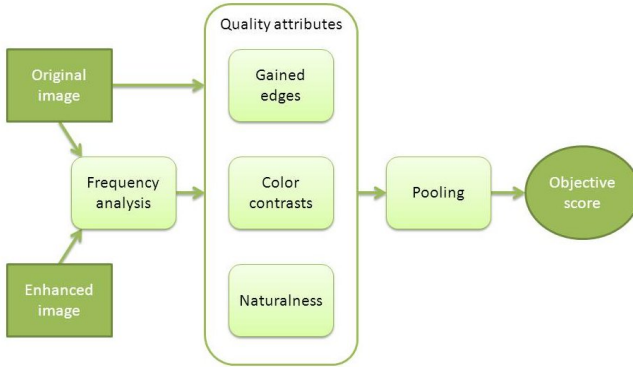 Quality attributes
Original
image
Gained
edges
Frequency
analysis
Color
contrasts
Pooling
Objective
score
Enhanced
image
Naturalness